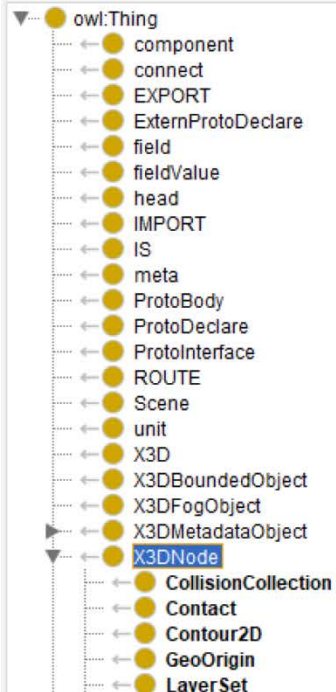 owl:Thing
component
connect
EXPORT
ExternProtoDeclare
field
fieldValue
head
IMPORT
IS
meta
ProtoBody
ProtoDeclare
ProtoInterface
ROUTE
Scene
unit
X3D
X3DBoundedObject
X3DFogObject
X3DMetadataObject
X3DNode
CollisionCollection
Contact
Contour2D
GeoOrigin
LayerSet